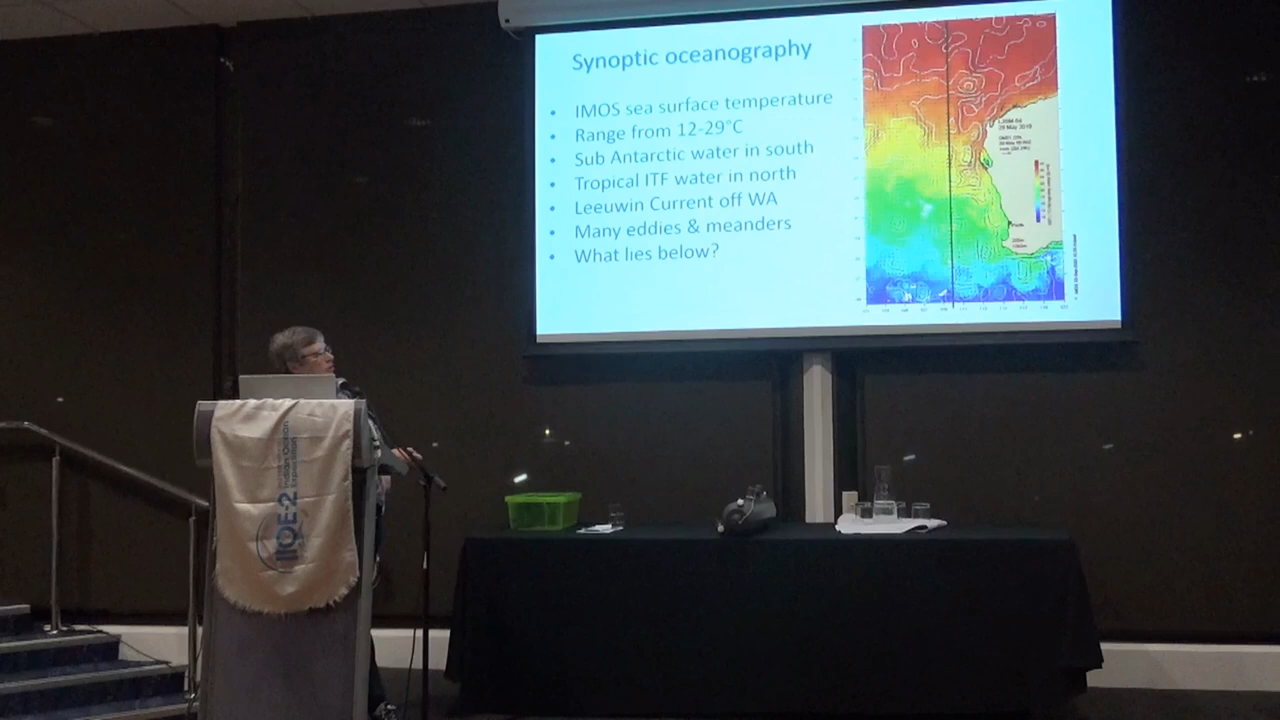 Synoptic oceanography
• IMOS sea surface temperature
• Range from 12-29°C
• Sub Antarctic water in south
• Tropical ITF water in north
• Leeuwin Current off WA
• Many eddies & meanders
• What lies below?
IIOE-2
Indian Ocean
Expedition